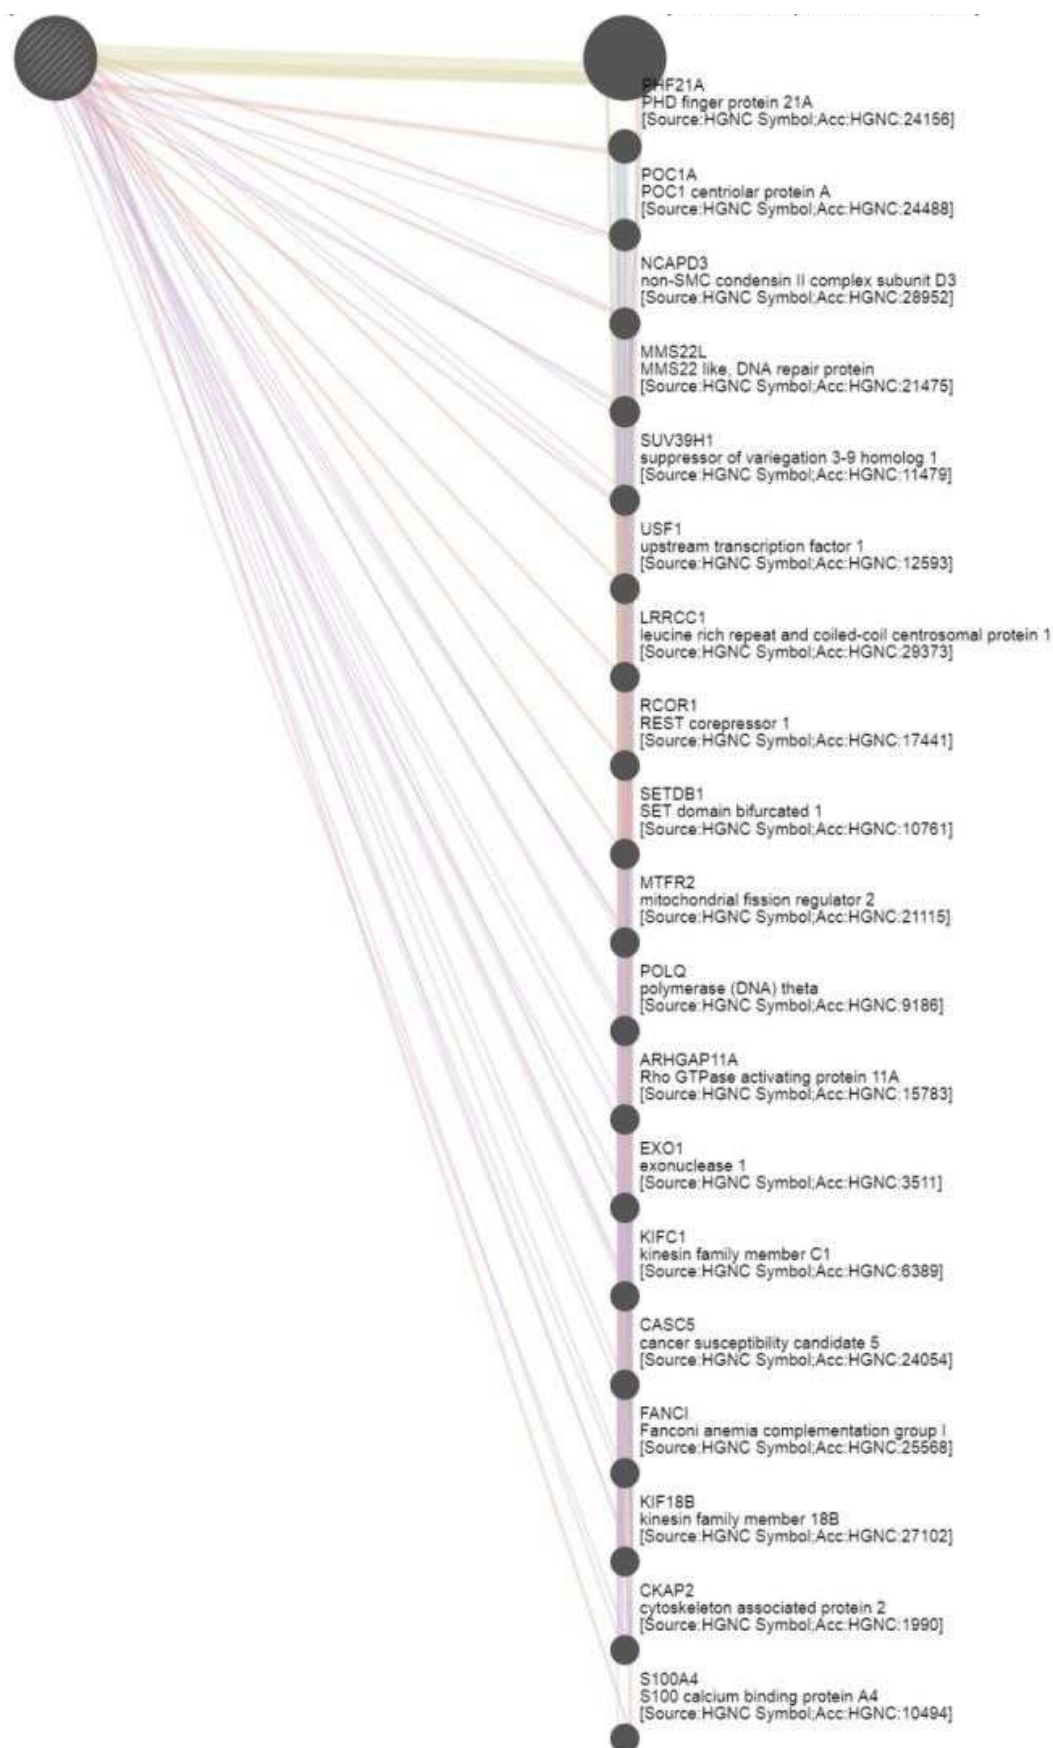 PHF21A
PHD finger protein 21A
[Source:HGNC Symbol;Acc:HGNC:24156]
POC1A
POC1 centriolar protein A
[Source:HGNC Symbol;Acc:HGNC:24488]
NCAPD3
non-SMC condensin II complex subunit D3
[Source:HGNC Symbol;Acc:HGNC:28952]
MMS22L
MMS22 like, DNA repair protein
[Source:HGNC Symbol;Acc:HGNC:21475]
SUV39H1
suppressor of variegation 3-9 homolog 1
[Source:HGNC Symbol;Acc:HGNC:11479]
USF1
upstream transcription factor 1
[Source:HGNC Symbol;Acc:HGNC:12593]
LRRCC1
leucine rich repeat and coiled-coil centrosomal protein 1
[Source:HGNC Symbol;Acc:HGNC:29373]
RCOR1
REST corepressor 1
[Source:HGNC Symbol;Acc:HGNC:17441]
SETDB1
SET domain bifurcated 1
[Source:HGNC Symbol;Acc:HGNC:10761]
MTFR2
mitochondrial fission regulator 2
[Source:HGNC Symbol;Acc:HGNC:21115]
POLQ
polymerase (DNA) theta
[Source:HGNC Symbol;Acc:HGNC:9186]
ARHGAP11A
Rho GTPase activating protein 11A
[Source:HGNC Symbol;Acc:HGNC:15783]
EXO1
exonuclease 1
[Source:HGNC Symbol;Acc:HGNC:3511]
KIFC1
kinesin family member C1
[Source:HGNC Symbol;Acc:HGNC:6389]
CASC5
cancer susceptibility candidate 5
[Source:HGNC Symbol;Acc:HGNC:24054]
FANCI
Fanconi anemia complementation group I
[Source:HGNC Symbol;Acc:HGNC:25568]
KIF18B
kinesin family member 18B
[Source:HGNC Symbol;Acc:HGNC:27102]
CKAP2
cytoskeleton associated protein 2
[Source:HGNC Symbol;Acc:HGNC:1990]
S100A4
S100 calcium binding protein A4
[Source:HGNC Symbol;Acc:HGNC:10494]